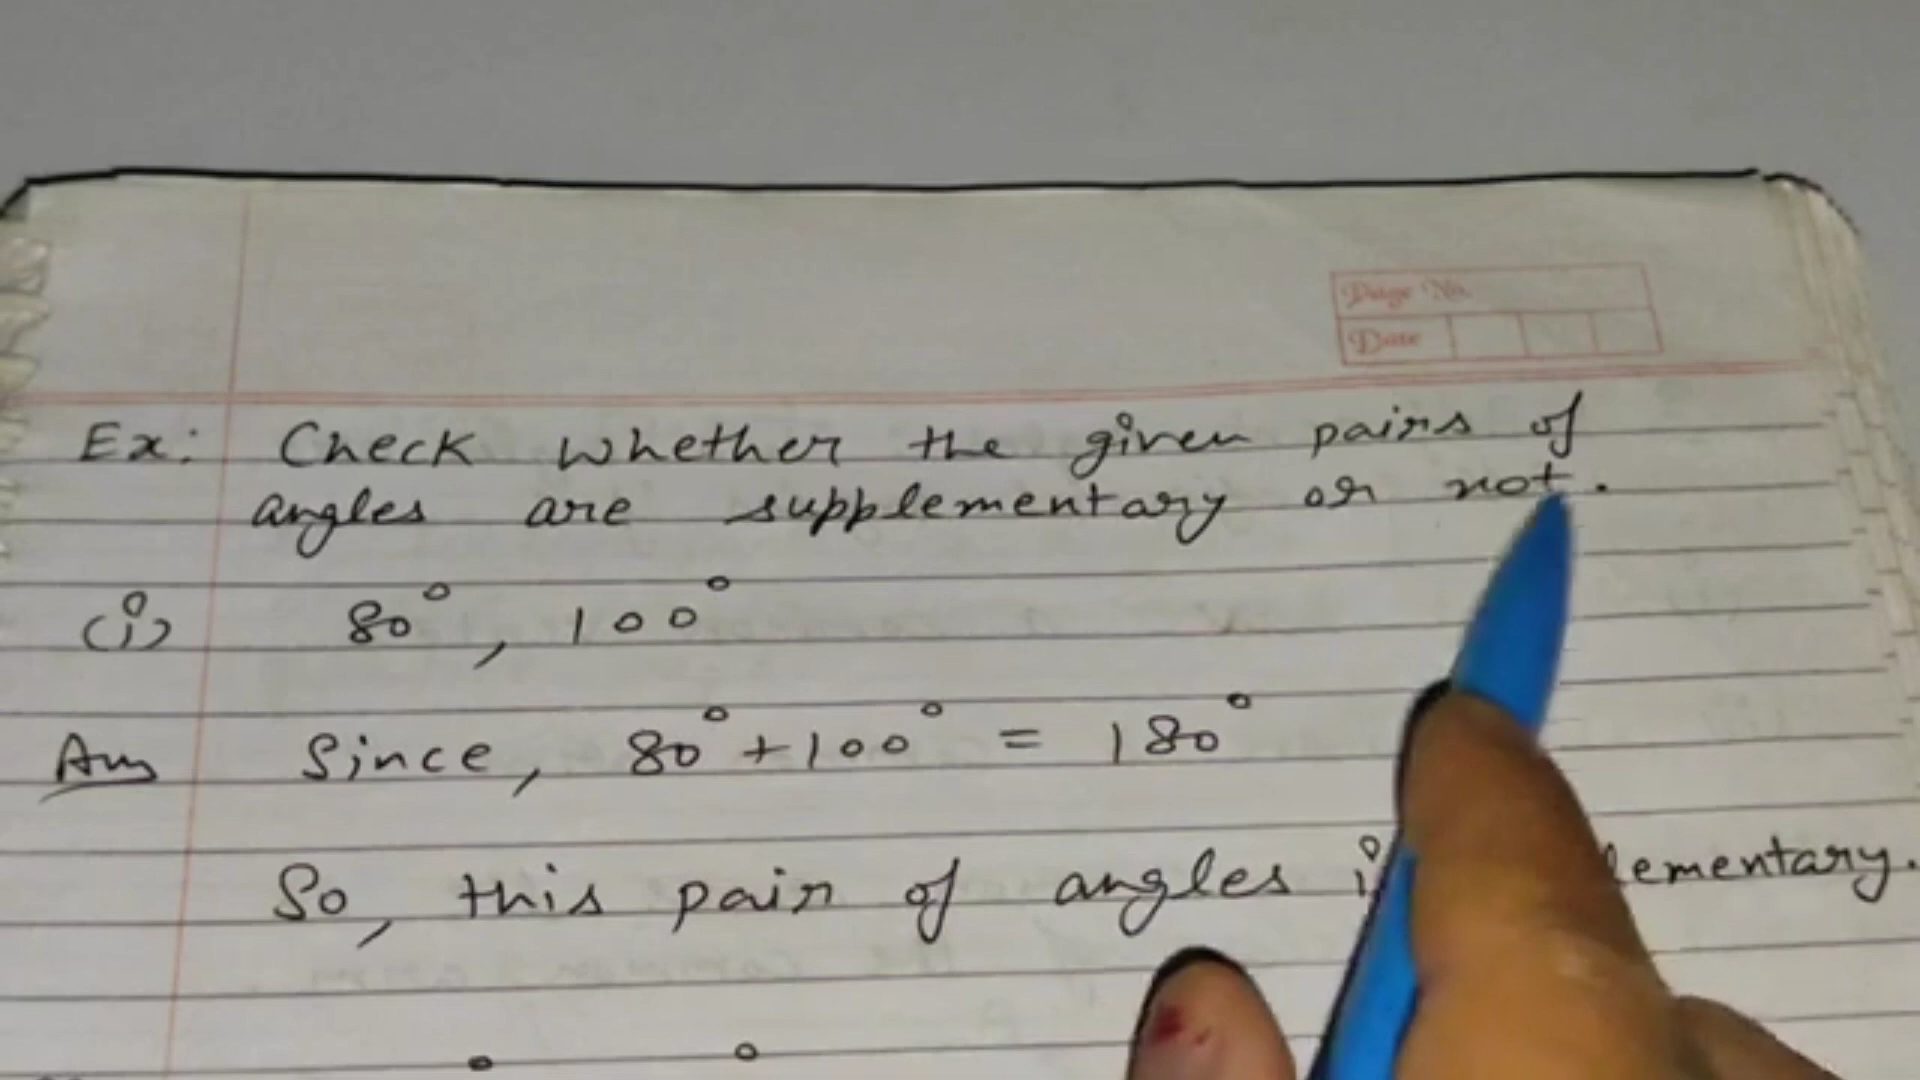 Page No.
Date
Ex: Check whether the given pairs of
angles are supplementary or not.
(i) 80°, 100°
Ans Since, 80° + 100° = 180°
So, this pair of angles lementary.